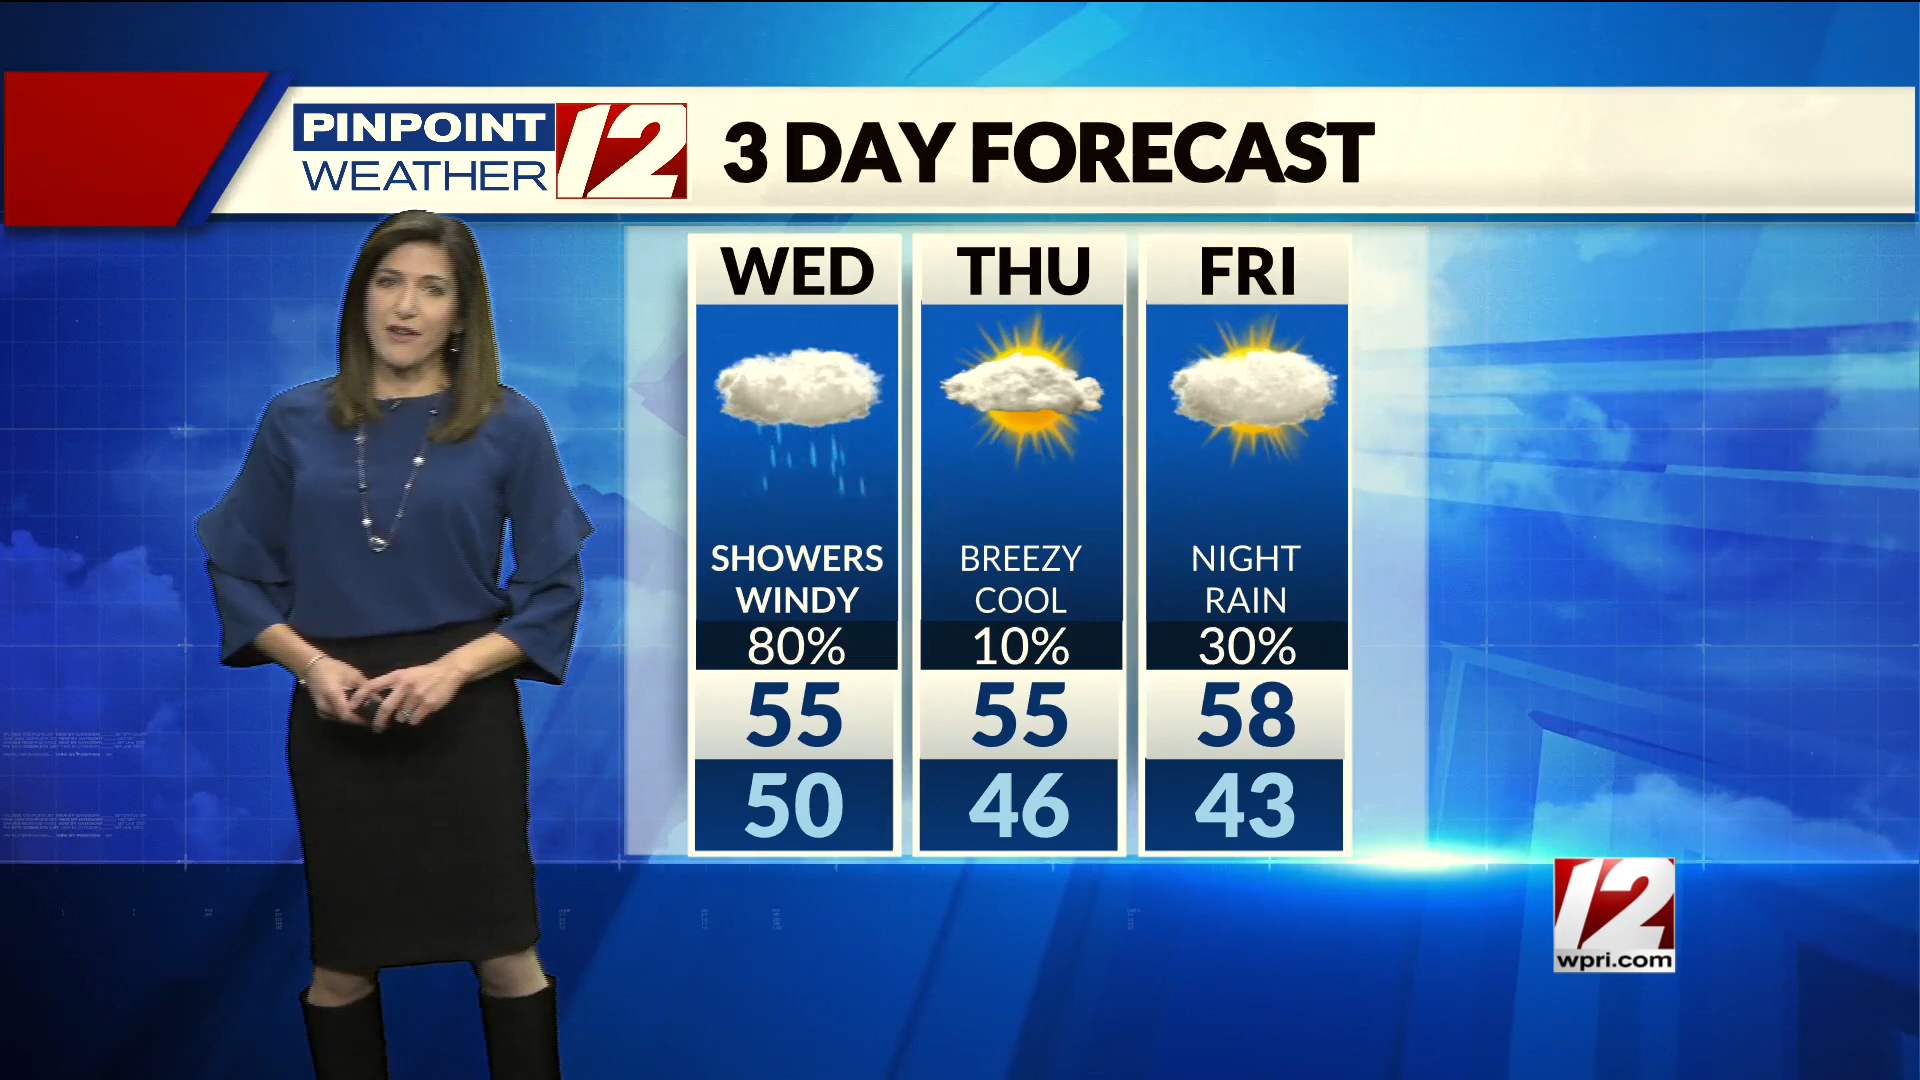 PINPOINT
WEATHER
12
3 DAY FORECAST
WED
THU
FRI
SHOWERS
WINDY
80%
55
50
BREEZY
COOL
10%
55
46
NIGHT
RAIN
30%
58
43
12
wpri.com